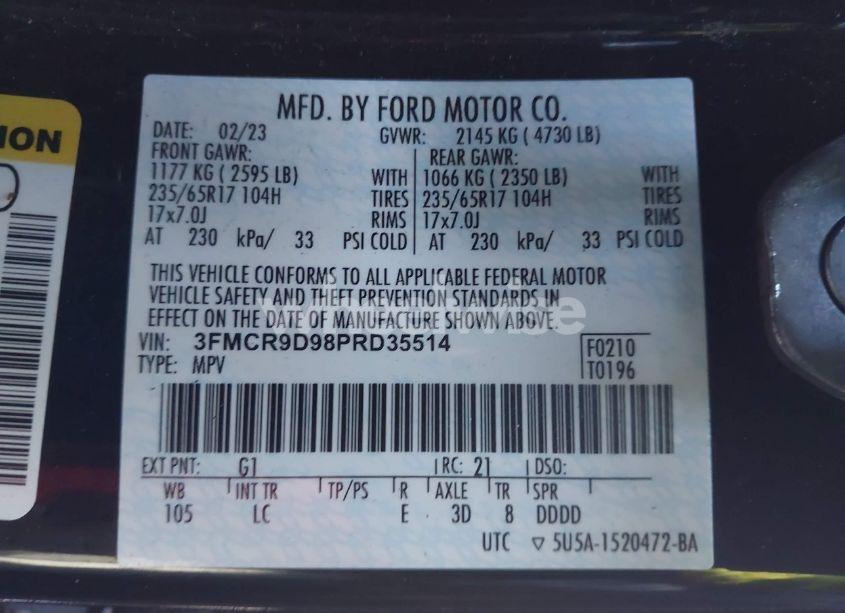 MFD. BY FORD MOTOR CO.
DATE: 02/23 GVWR: 2145 KG ( 4730 LB)
FRONT GAWR: REAR GAWR:
1177 KG ( 2595 LB) WITH 1066 KG ( 2350 LB) WITH
235/65R17 104H TIRES 235/65R17 104H TIRES
17x7.0J RIMS 17x7.0J RIMS
AT 230 kPa/ 33 PSI COLD AT 230 kPa/ 33 PSI COLD
THIS VEHICLE CONFORMS TO ALL APPLICABLE FEDERAL MOTOR
VEHICLE SAFETY AND THEFT PREVENTION STANDARDS IN
EFFECT ON THE DATE OF MANUFACTURE SHOWN ABOVE.
VIN: 3FMCR9D98PRD35514 F0210
TYPE: MPV T0196
EXT PNT: G1 RC: 21 DSO:
WB INT TR TP/PS R AXLE TR SPR
105 LC E 3D 8 DDDD
UTC ▽ 5U5A-1520472-BA
ION